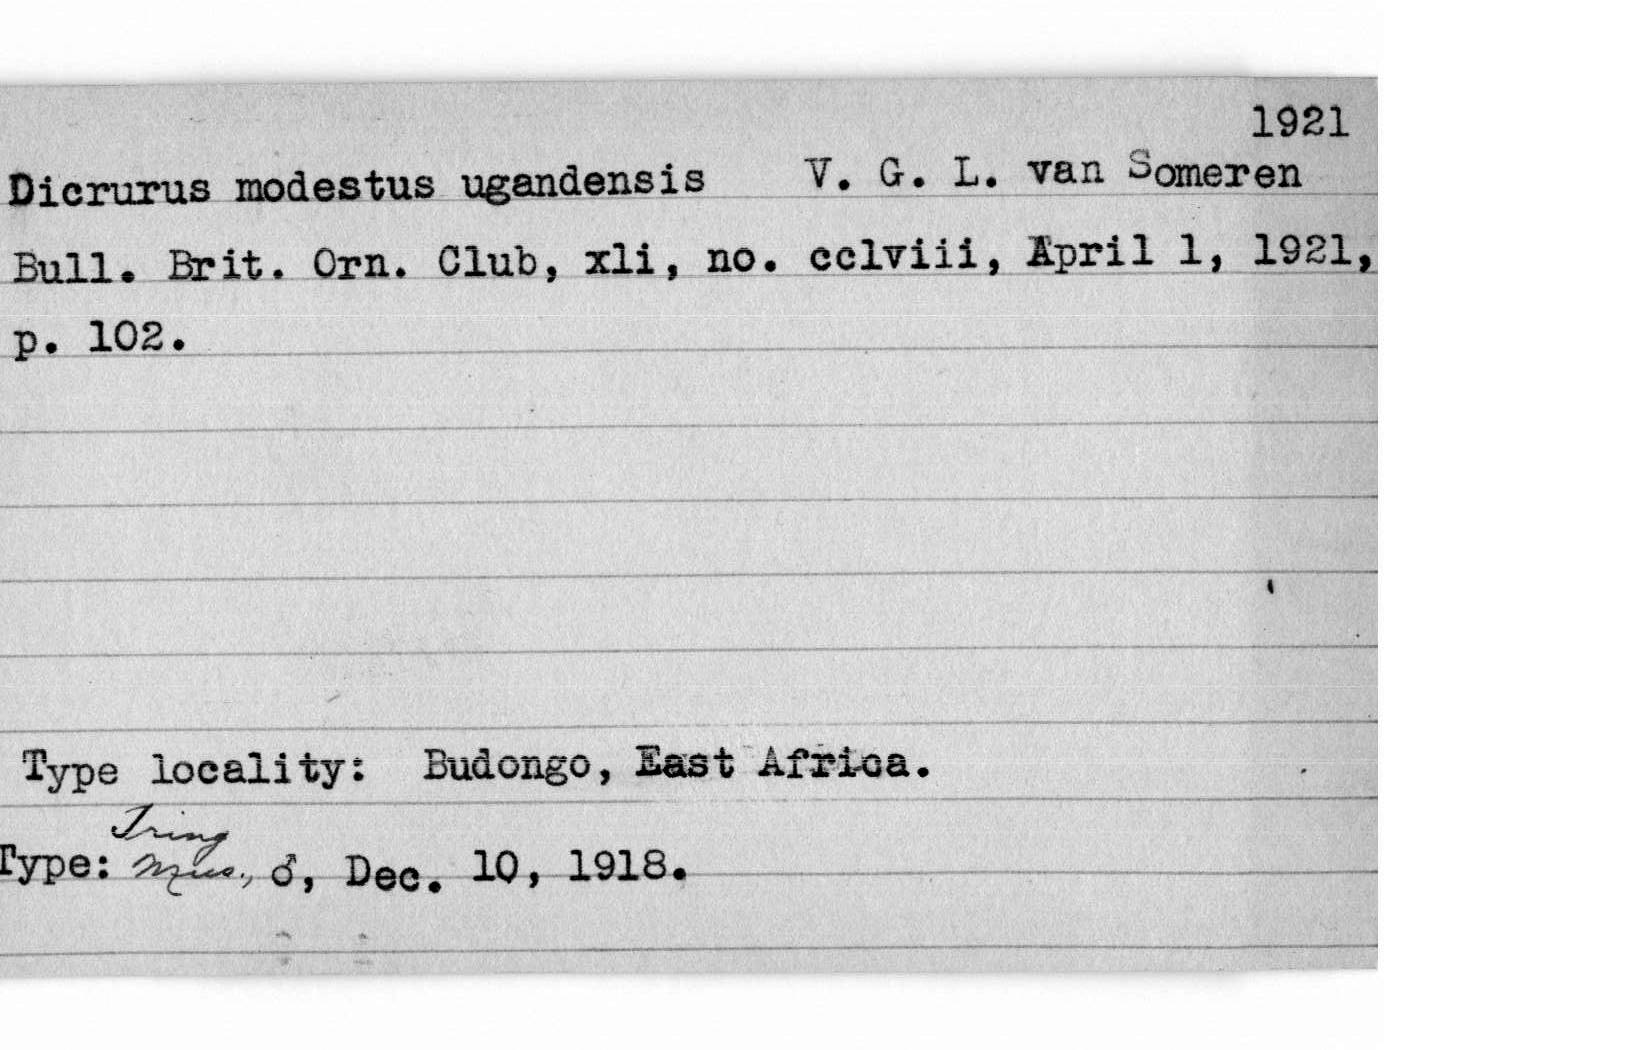 1921
Dicrurus modestus ugandensis V. G. L. van Someren
Bull. Brit. Orn. Club, xli, no. cclviii, April 1, 1921,
p. 102.
Type locality: Budongo, East Africa.
Tring
Type: Mus., ♂, Dec. 10, 1918.